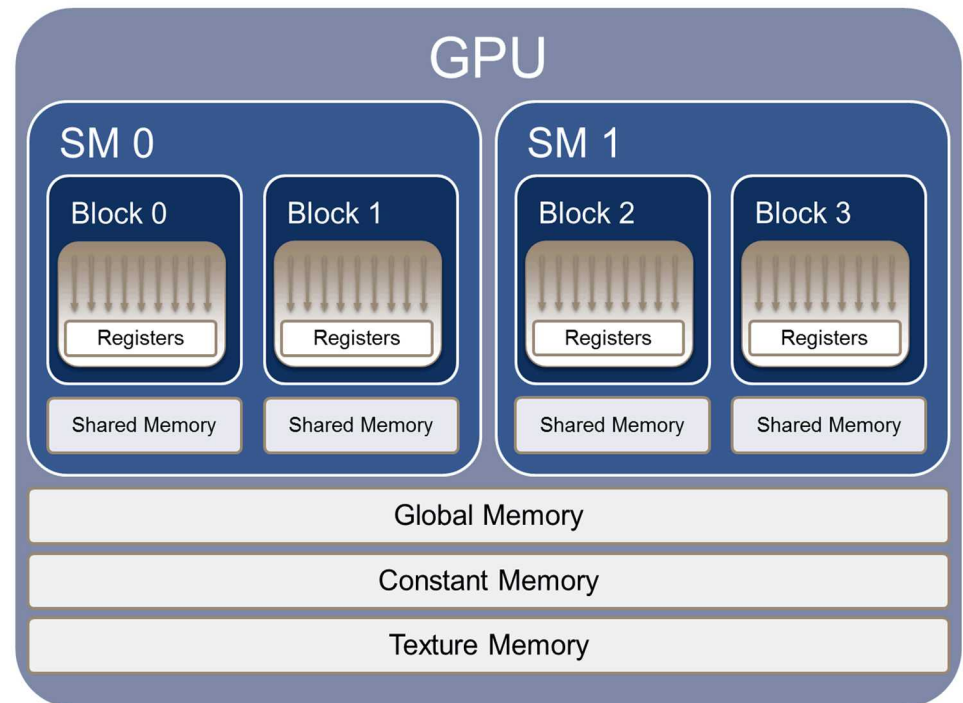 GPU
SM 0
SM 1
Block 0
Block 1
Block 2
Block 3
Registers
Registers
Registers
Registers
Shared Memory
Shared Memory
Shared Memory
Shared Memory
Global Memory
Constant Memory
Texture Memory